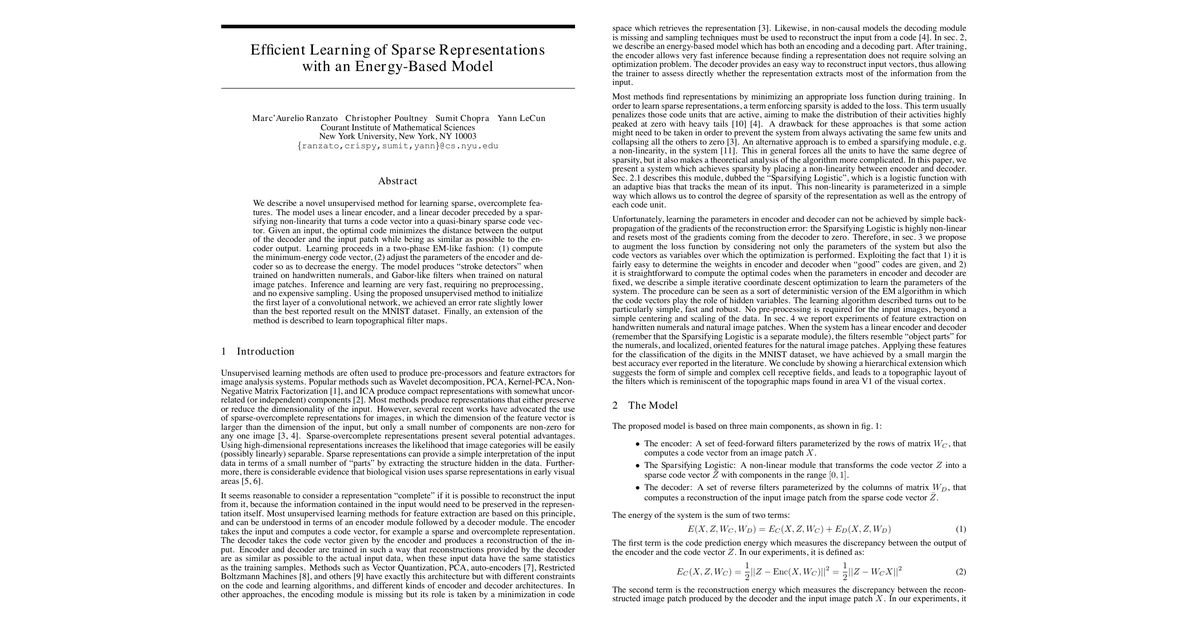 Efficient Learning of Sparse Representations
with an Energy-Based Model
Marc'Aurelio Ranzato Christopher Poultney Sumit Chopra Yann LeCun
Courant Institute of Mathematical Sciences
New York University, New York, NY 10003
{ranzato,crispy,sumit,yann}@cs.nyu.edu
Abstract
We describe a novel unsupervised method for learning sparse, overcomplete fea-
tures. The model uses a linear encoder, and a linear decoder preceded by a spar-
sifying non-linearity that turns a code vector into a quasi-binary sparse code vec-
tor. Given an input, the optimal code minimizes the distance between the output
of the decoder and the input patch while being as similar as possible to the en-
coder output. Learning proceeds in a two-phase EM-like fashion: (1) compute
the minimum-energy code vector, (2) adjust the parameters of the encoder and de-
coder so as to decrease the energy. The model produces "stroke detectors" when
trained on handwritten numerals, and Gabor-like filters when trained on natural
image patches. Inference and learning are very fast, requiring no preprocessing,
and no expensive sampling. Using the proposed unsupervised method to initialize
the first layer of a convolutional network, we achieved an error rate slightly lower
than the best reported result on the MNIST dataset. Finally, an extension of the
method is described to learn topographical filter maps.
1 Introduction
Unsupervised learning methods are often used to produce pre-processors and feature extractors for
image analysis systems. Popular methods such as Wavelet decomposition, PCA, Kernel-PCA, Non-
Negative Matrix Factorization [1], and ICA produce compact representations with somewhat uncor-
related (or independent) components [2]. Most methods produce representations that either preserve
or reduce the dimensionality of the input. However, several recent works have advocated the use
of sparse-overcomplete representations for images, in which the dimension of the feature vector is
larger than the dimension of the input, but only a small number of components are non-zero for
any one image [3, 4]. Sparse-overcomplete representations present several potential advantages.
Using high-dimensional representations increases the likelihood that image categories will be easily
(possibly linearly) separable. Sparse representations can provide a simple interpretation of the input
data in terms of a small number of "parts" by extracting the structure hidden in the data. Further-
more, there is considerable evidence that biological vision uses sparse representations in early visual
areas [5, 6].
It seems reasonable to consider a representation "complete" if it is possible to reconstruct the input
from it, because the information contained in the input would need to be preserved in the represen-
tation itself. Most unsupervised learning methods for feature extraction are based on this principle,
and can be understood in terms of an encoder module followed by a decoder module. The encoder
takes the input and computes a code vector, for example a sparse and overcomplete representation.
The decoder takes the code vector given by the encoder and produces a reconstruction of the in-
put. Encoder and decoder are trained in such a way that reconstructions provided by the decoder
are as similar as possible to the actual input data, when these input data have the same statistics
as the training samples. Methods such as Vector Quantization, PCA, auto-encoders [7], Restricted
Boltzmann Machines [8], and others [9] have exactly this architecture but with different constraints
on the code and learning algorithms, and different kinds of encoder and decoder architectures. In
other approaches, the encoding module is missing but its role is taken by a minimization in code
space which retrieves the representation [3]. Likewise, in non-causal models the decoding module
is missing and sampling techniques must be used to reconstruct the input from a code [4]. In sec. 2,
we describe an energy-based model which has both an encoding and a decoding part. After training,
the encoder allows very fast inference because finding a representation does not require solving an
optimization problem. The decoder provides an easy way to reconstruct input vectors, thus allowing
the trainer to assess directly whether the representation extracts most of the information from the
input.
Most methods find representations by minimizing an appropriate loss function during training. In
order to learn sparse representations, a term enforcing sparsity is added to the loss. This term usually
penalizes those code units that are active, aiming to make the distribution of their activities highly
peaked at zero with heavy tails [10] [4]. A drawback for these approaches is that some action
might need to be taken in order to prevent the system from always activating the same few units and
collapsing all the others to zero [3]. An alternative approach is to embed a sparsifying module, e.g.
a non-linearity, in the system [11]. This in general forces all the units to have the same degree of
sparsity, but it also makes a theoretical analysis of the algorithm more complicated. In this paper, we
present a system which achieves sparsity by placing a non-linearity between encoder and decoder.
Sec. 2.1 describes this module, dubbed the "Sparsifying Logistic", which is a logistic function with
an adaptive bias that tracks the mean of its input. This non-linearity is parameterized in a simple
way which allows us to control the degree of sparsity of the representation as well as the entropy of
each code unit.
Unfortunately, learning the parameters in encoder and decoder can not be achieved by simple back-
propagation of the gradients of the reconstruction error: the Sparsifying Logistic is highly non-linear
and resets most of the gradients coming from the decoder to zero. Therefore, in sec. 3 we propose
to augment the loss function by considering not only the parameters of the system but also the
code vectors as variables over which the optimization is performed. Exploiting the fact that 1) it is
fairly easy to determine the weights in encoder and decoder when "good" codes are given, and 2)
it is straightforward to compute the optimal codes when the parameters in encoder and decoder are
fixed, we describe a simple iterative coordinate descent optimization to learn the parameters of the
system. The procedure can be seen as a sort of deterministic version of the EM algorithm in which
the code vectors play the role of hidden variables. The learning algorithm described turns out to be
particularly simple, fast and robust. No pre-processing is required for the input images, beyond a
simple centering and scaling of the data. In sec. 4 we report experiments of feature extraction on
handwritten numerals and natural image patches. When the system has a linear encoder and decoder
(remember that the Sparsifying Logistic is a separate module), the filters resemble "object parts" for
the numerals, and localized, oriented features for the natural image patches. Applying these features
for the classification of the digits in the MNIST dataset, we have achieved by a small margin the
best accuracy ever reported in the literature. We conclude by showing a hierarchical extension which
suggests the form of simple and complex cell receptive fields, and leads to a topographic layout of
the filters which is reminiscent of the topographic maps found in area V1 of the visual cortex.
2 The Model
The proposed model is based on three main components, as shown in fig. 1:
• The encoder: A set of feed-forward filters parameterized by the rows of matrix W_C, that
computes a code vector from an image patch X.
• The Sparsifying Logistic: A non-linear module that transforms the code vector Z into a
sparse code vector Z̄ with components in the range [0, 1].
• The decoder: A set of reverse filters parameterized by the columns of matrix W_D, that
computes a reconstruction of the input image patch from the sparse code vector Z̄.
The energy of the system is the sum of two terms:
E(X, Z, W_C, W_D) = E_C(X, Z, W_C) + E_D(X, Z, W_D) (1)
The first term is the code prediction energy which measures the discrepancy between the output of
the encoder and the code vector Z. In our experiments, it is defined as:
E_C(X, Z, W_C) = 1/2 ||Z − Enc(X, W_C)||² = 1/2 ||Z − W_C X||² (2)
The second term is the reconstruction energy which measures the discrepancy between the recon-
structed image patch produced by the decoder and the input image patch X. In our experiments, it